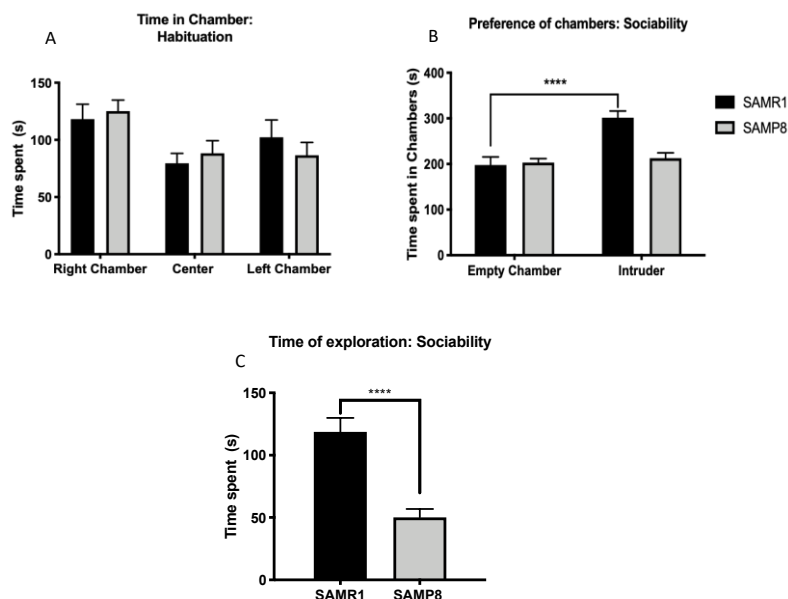 A
Time in Chamber:
Habituation
Time spent (s)
150
100
50
0
Right Chamber
Center
Left Chamber
B
Preference of chambers: Sociability
Time spent in Chambers (s)
400
300
200
100
0
****
Empty Chamber
Intruder
SAMR1
SAMP8
C
Time of exploration: Sociability
Time spent (s)
150
100
50
0
****
SAMR1
SAMP8